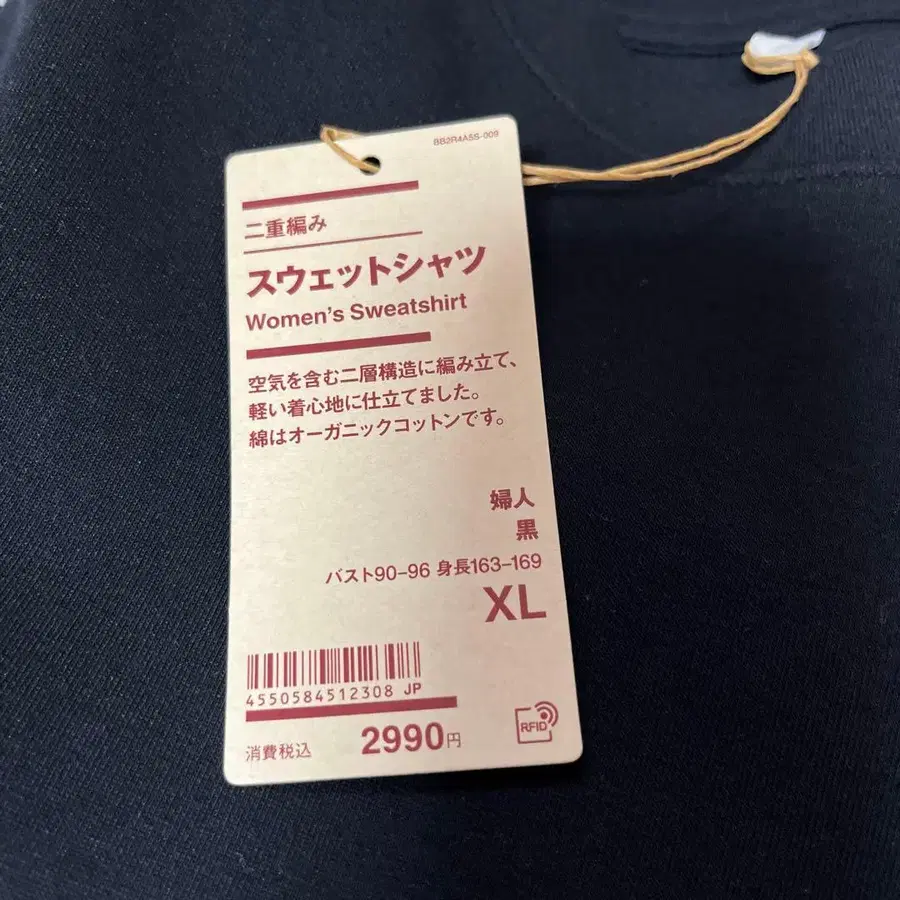 BB2R4A5S-009
二重編み
スウェットシャツ
Women's Sweatshirt
空気を含む二層構造に編み立て、
軽い着心地に仕立てました。
綿はオーガニックコットンです。
婦人
黒
バスト90-96 身長163-169
XL
4550584512308 JP
消費税込 2990円
RFID